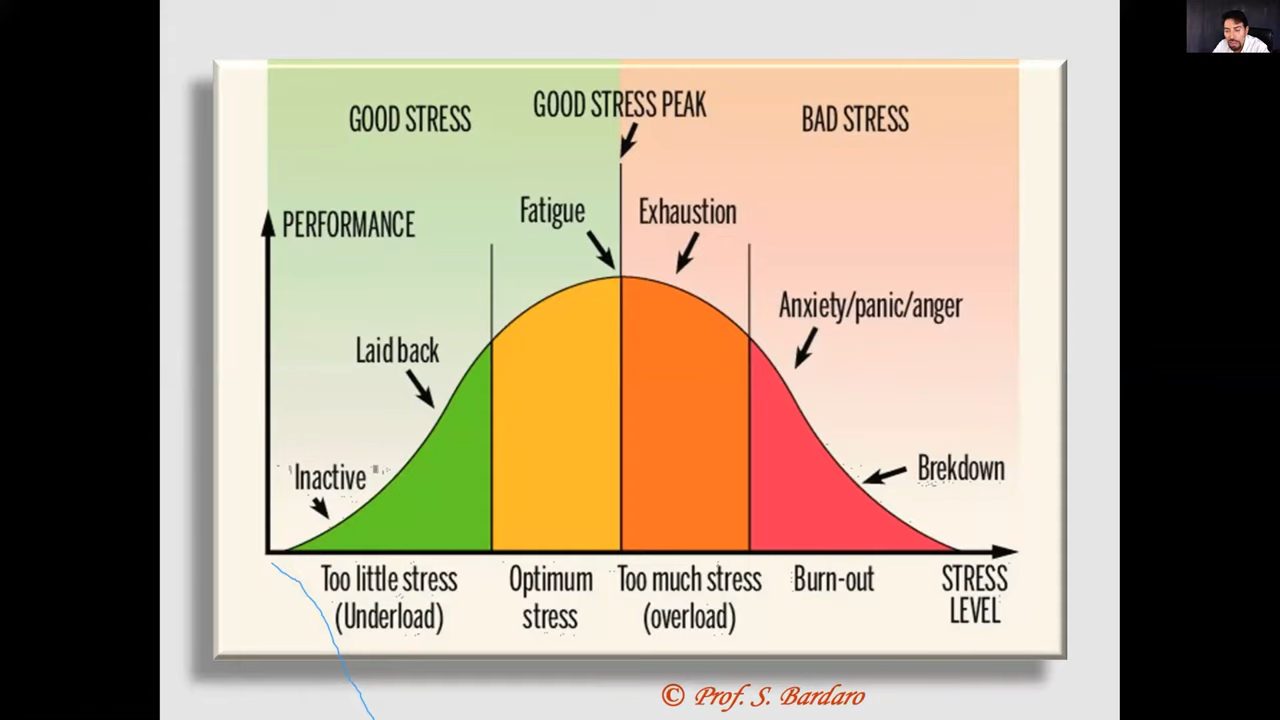 GOOD STRESS
GOOD STRESS PEAK
BAD STRESS
PERFORMANCE
Fatigue
Exhaustion
Laid back
Anxiety/panic/anger
Inactive
Brekdown
Too little stress
(Underload)
Optimum
stress
Too much stress
(overload)
Burn-out
STRESS
LEVEL
© Prof. S. Bardaro